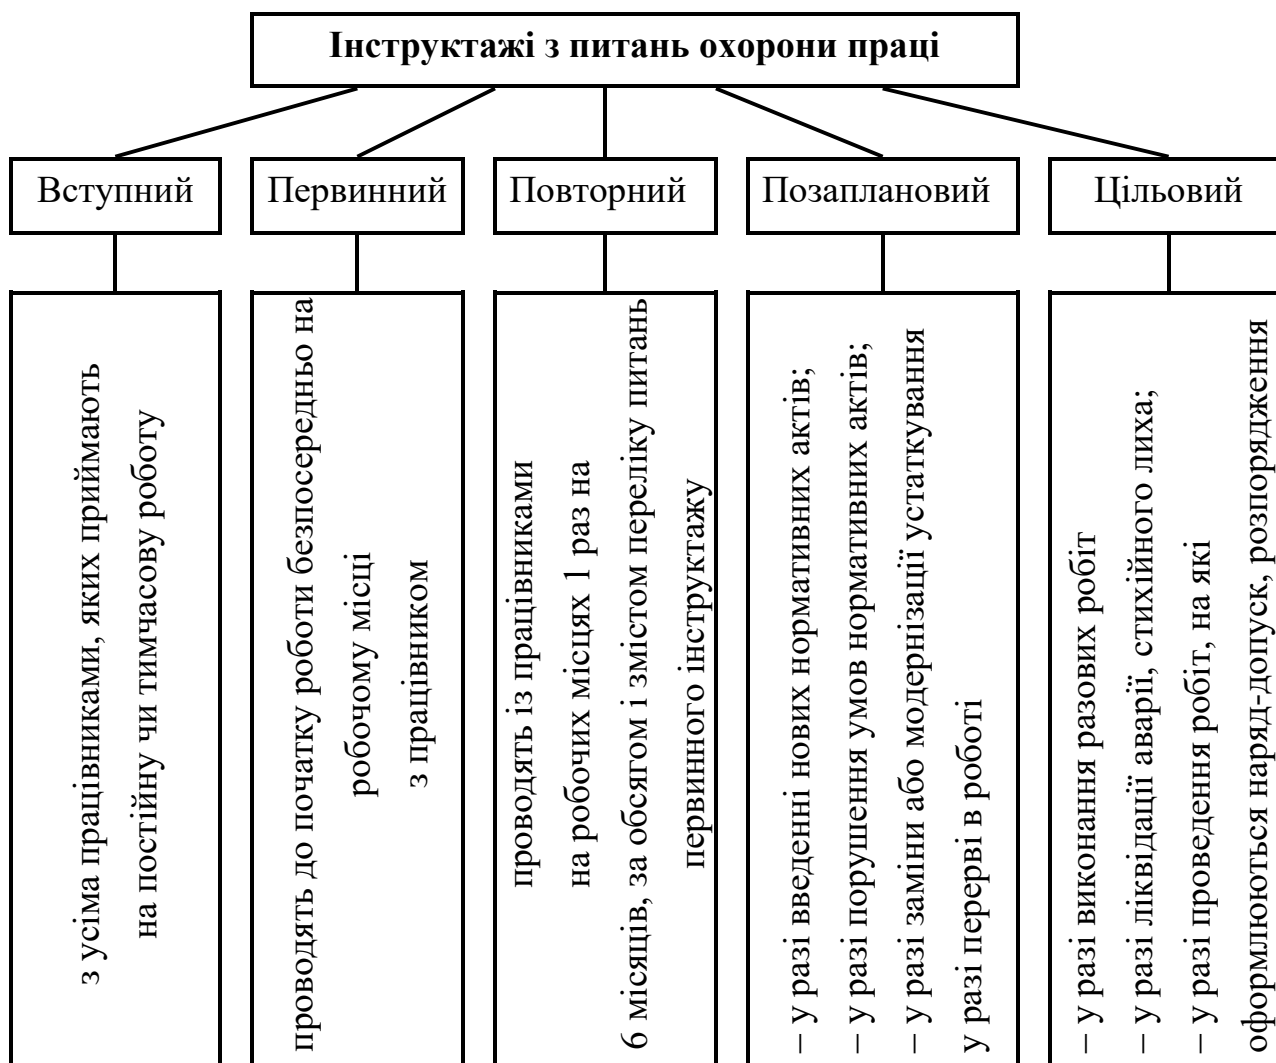 Інструктажі з питань охорони праці
Вступний
Первинний
Повторний
Позаплановий
Цільовий
з усіма працівниками, яких приймають
на постійну чи тимчасову роботу
проводять до початку роботи безпосередньо на
робочому місці
з працівником
проводять із працівниками
на робочих місцях 1 раз на
6 місяців, за обсягом і змістом переліку питань
первинного інструктажу
– у разі введенні нових нормативних актів;
– у разі порушення умов нормативних актів;
– у разі заміни або модернізації устаткування
у разі перерві в роботі
– у разі виконання разових робіт
– у разі ліквідації аварії, стихійного лиха;
– у разі проведення робіт, на які
оформлюються наряд-допуск, розпорядження